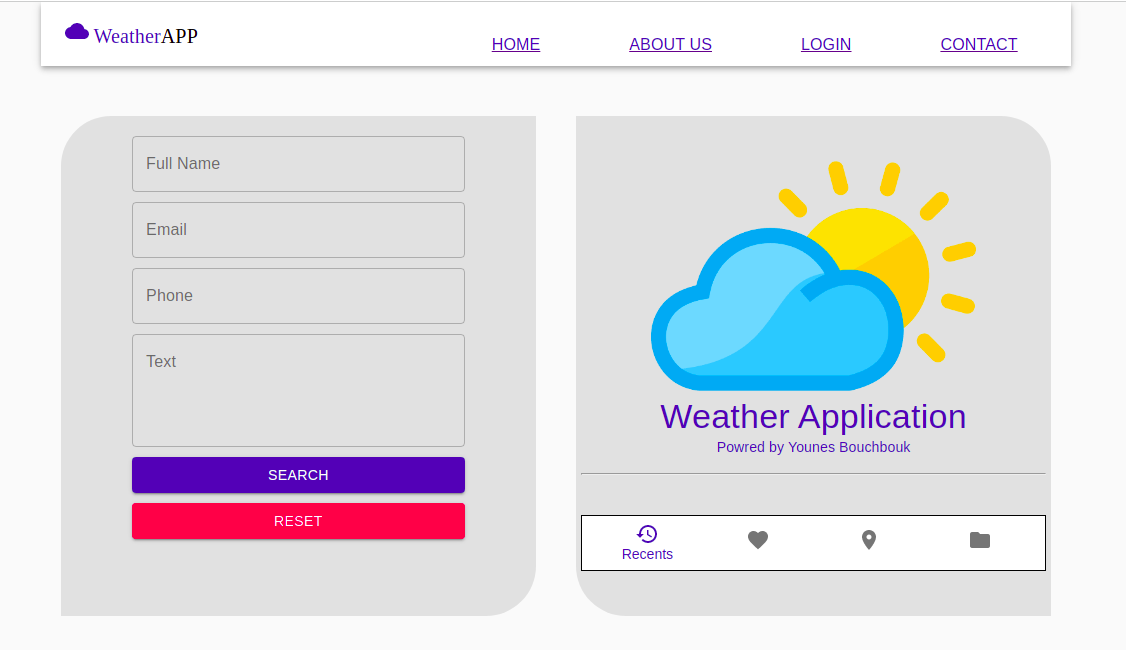 WeatherAPP
HOME ABOUT US LOGIN CONTACT
Full Name
Email
Phone
Text
SEARCH
RESET
Weather Application
Powred by Younes Bouchbouk
Recents